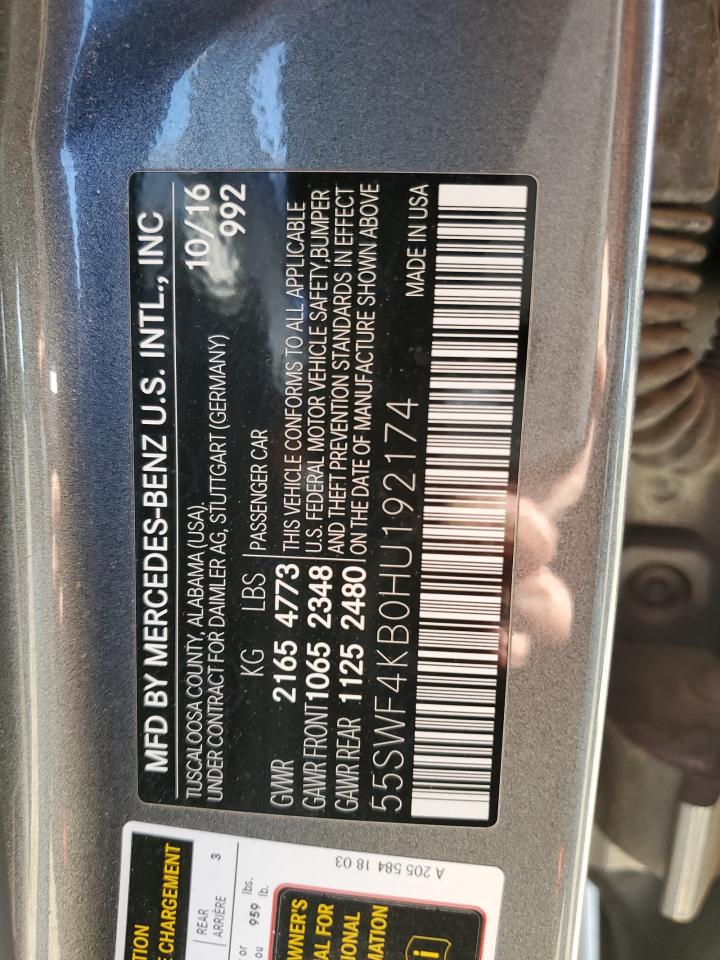 MFD BY MERCEDES-BENZ U.S. INTL., INC
TUSCALOOSA COUNTY, ALABAMA (USA) 10/16
UNDER CONTRACT FOR DAIMLER AG, STUTTGART (GERMANY) 992
KG LBS PASSENGER CAR
GVWR 2165 4773 THIS VEHICLE CONFORMS TO ALL APPLICABLE
GAWR FRONT 1065 2348 U.S. FEDERAL MOTOR VEHICLE SAFETY,BUMPER
GAWR REAR 1125 2480 AND THEFT PREVENTION STANDARDS IN EFFECT
ON THE DATE OF MANUFACTURE SHOWN ABOVE
55SWF4KB0HU192174 MADE IN USA
E CHARGEMENT
REAR
ARRIÈRE 3
or
ou 959 lbs.
lb.
FOR
A 205 584 18 03